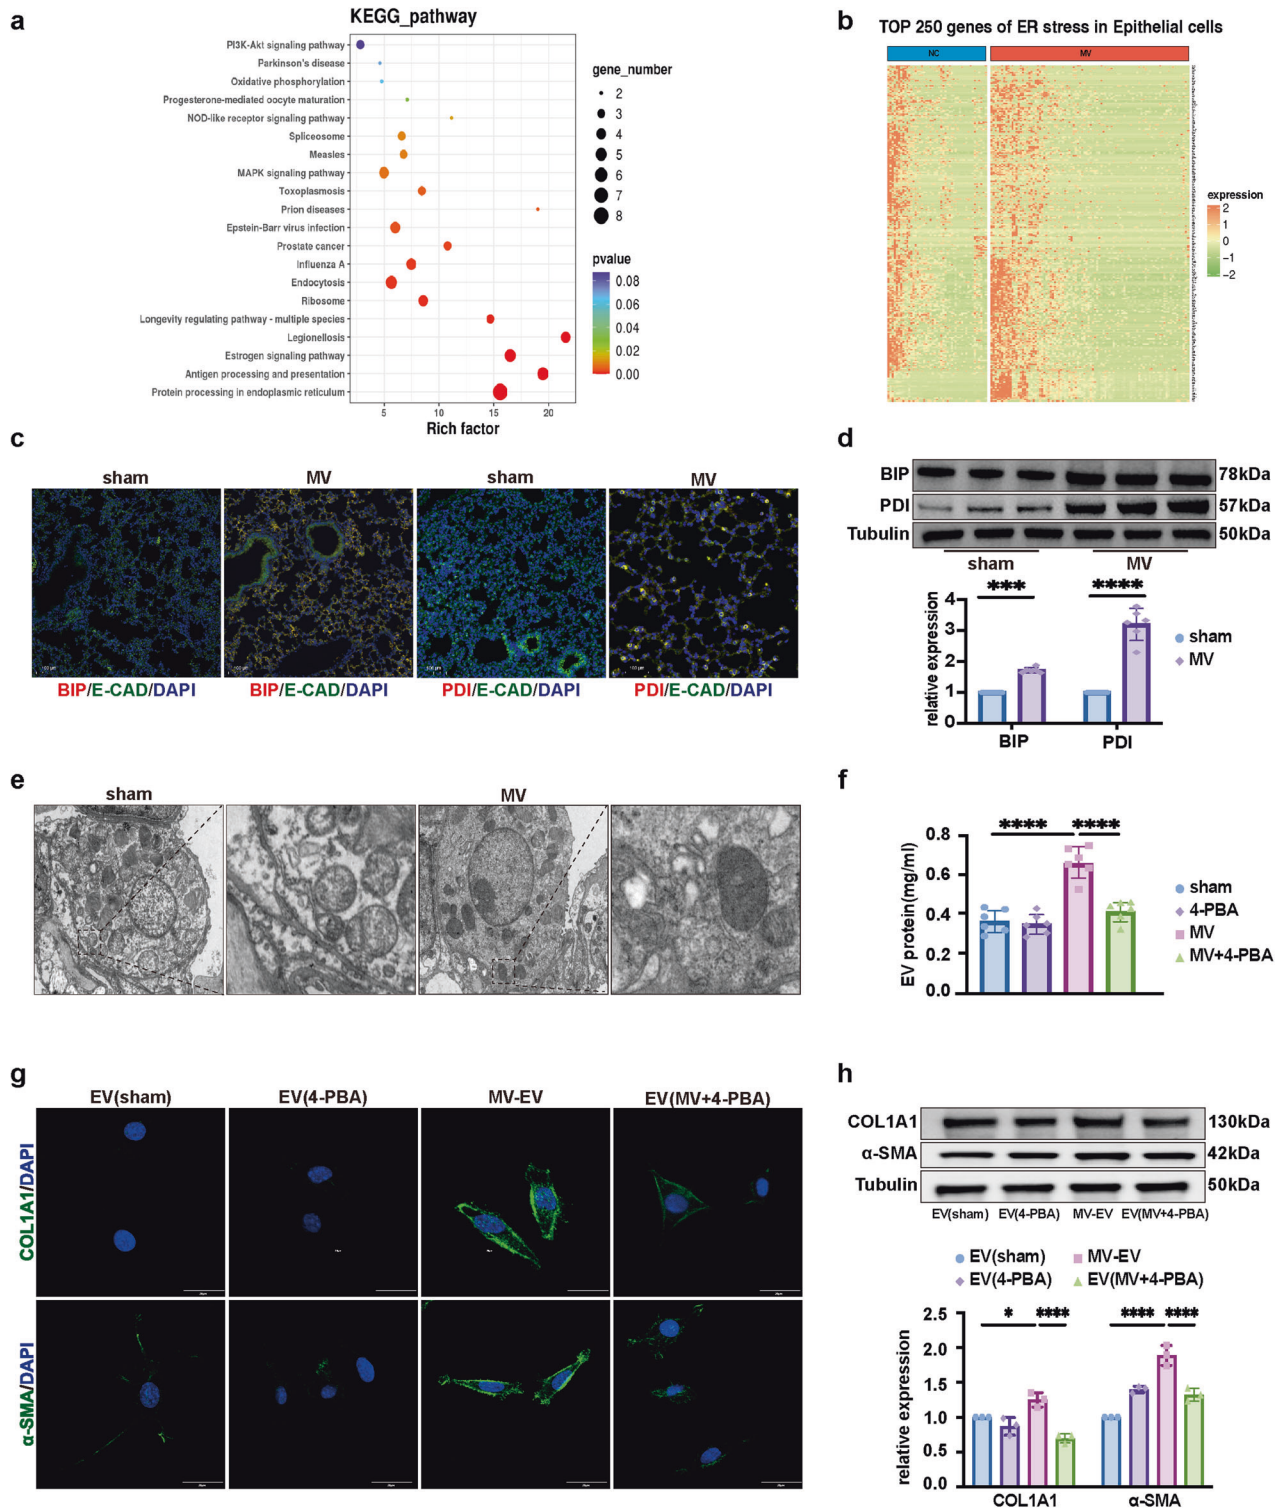 a
KEGG_pathway
PI3K-Akt signaling pathway
Parkinson's disease
Oxidative phosphorylation
Progesterone-mediated oocyte maturation
NOD-like receptor signaling pathway
Spliceosome
Measles
MAPK signaling pathway
Toxoplasmosis
Prion diseases
Epstein-Barr virus infection
Prostate cancer
Influenza A
Endocytosis
Ribosome
Longevity regulating pathway - multiple species
Legionellosis
Estrogen signaling pathway
Antigen processing and presentation
Protein processing in endoplasmic reticulum
5 10 15 20
Rich factor
gene_number
2
3
4
5
6
7
8
pvalue
0.08
0.06
0.04
0.02
0.00
b
TOP 250 genes of ER stress in Epithelial cells
NC MV
expression
2
1
0
−1
−2
c
sham MV sham MV
100 μm 100 μm 100 μm 100 μm
BIP/E-CAD/DAPI BIP/E-CAD/DAPI PDI/E-CAD/DAPI PDI/E-CAD/DAPI
d
BIP 78kDa
PDI 57kDa
Tubulin 50kDa
sham MV
*** ****
relative expression
4
3
2
1
0
BIP PDI
sham
MV
e
sham MV
f
**** ****
EV protein(mg/ml)
0.8
0.6
0.4
0.2
0.0
sham
4-PBA
MV
MV+4-PBA
g
EV(sham) EV(4-PBA) MV-EV EV(MV+4-PBA)
COL1A1/DAPI
α-SMA/DAPI
h
COL1A1 130kDa
α-SMA 42kDa
Tubulin 50kDa
EV(sham) EV(4-PBA) MV-EV EV(MV+4-PBA)
EV(sham) MV-EV
EV(4-PBA) EV(MV+4-PBA)
* **** **** ****
relative expression
2.5
2.0
1.5
1.0
0.5
0.0
COL1A1 α-SMA